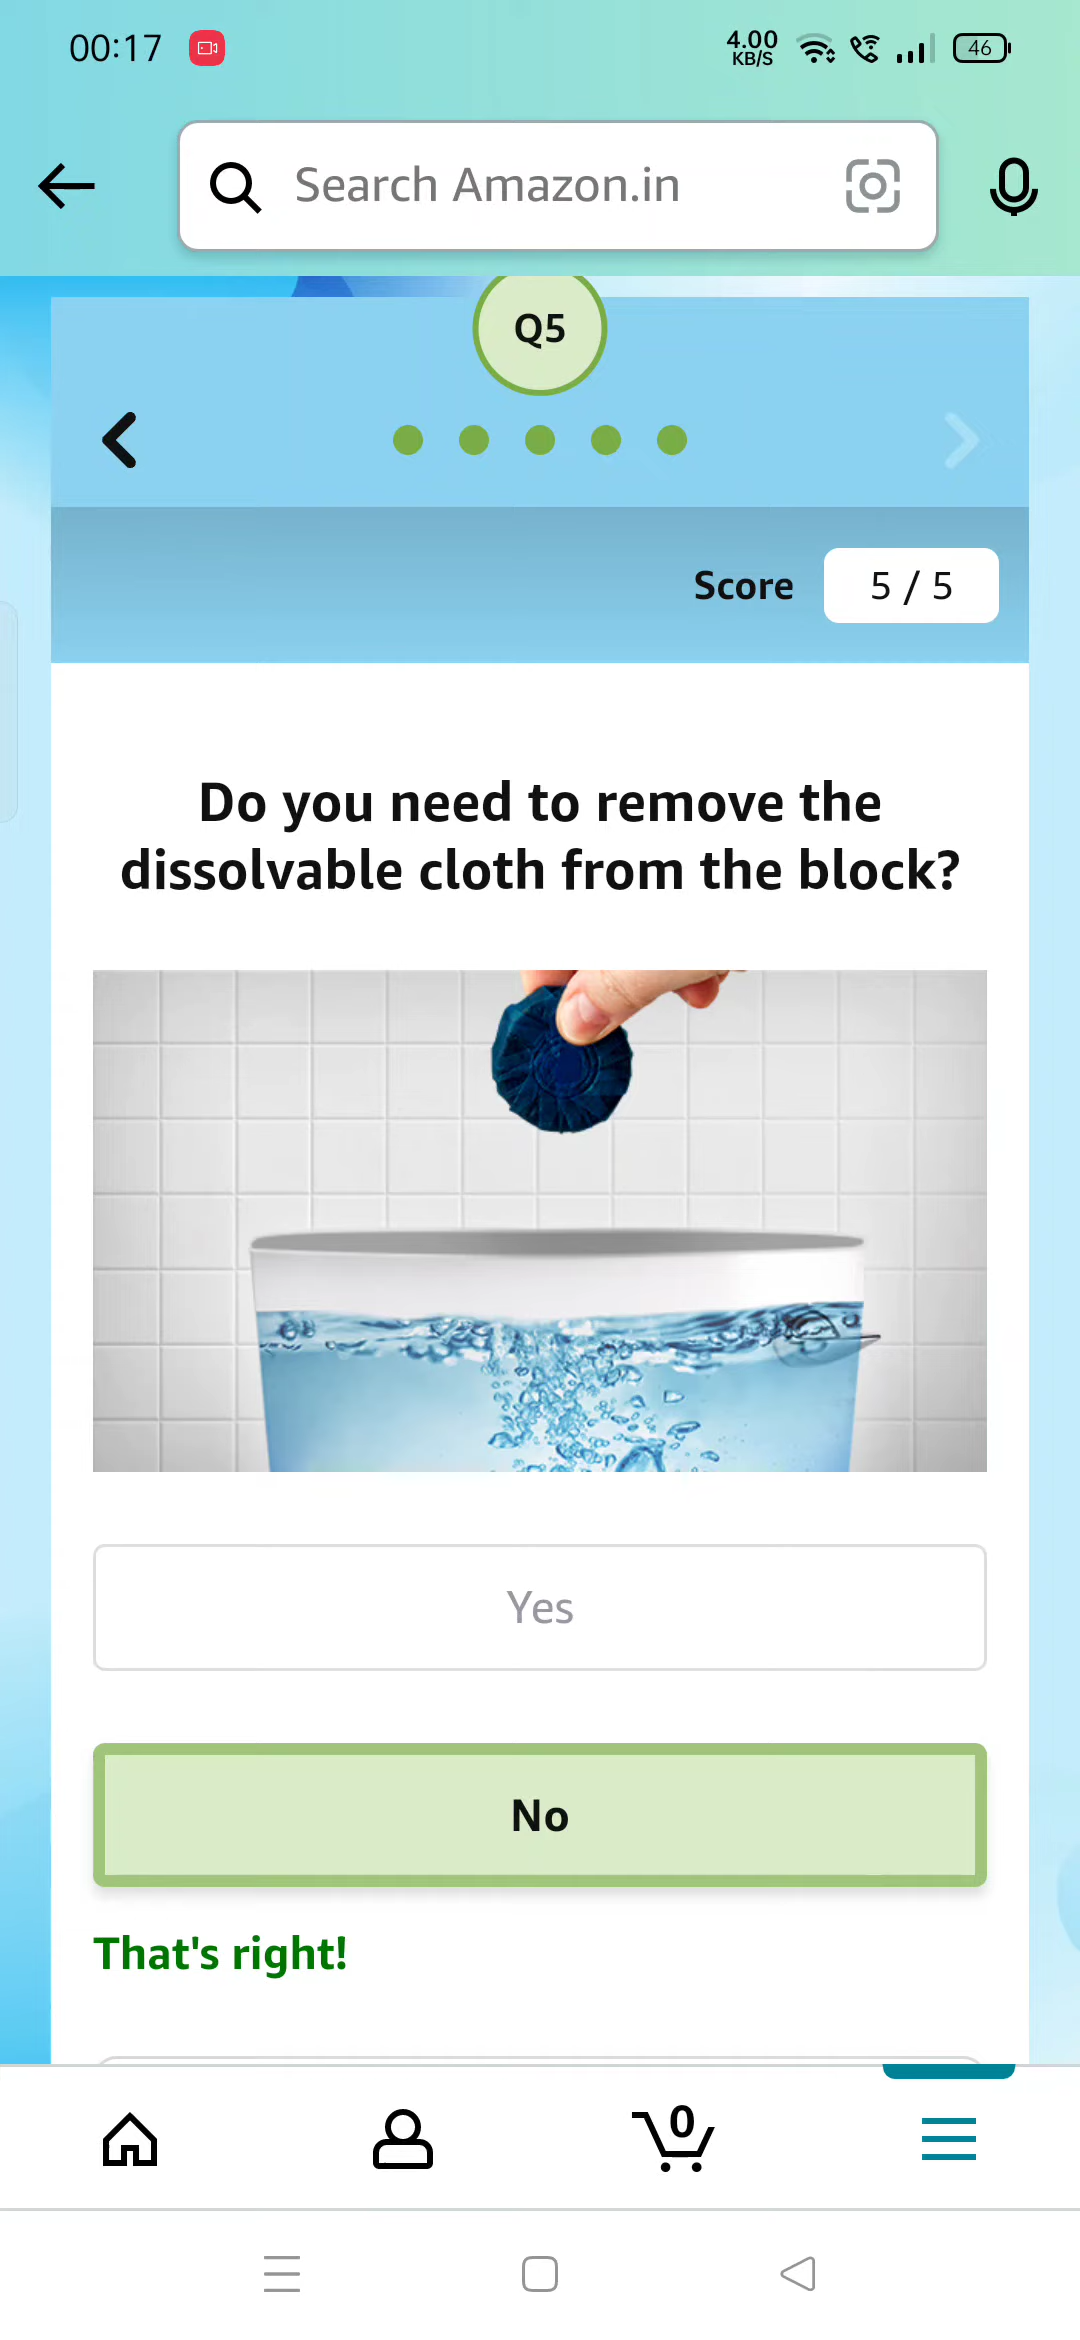 00:17
4.00
KB/S
46
Search Amazon.in
Q5
Score 5 / 5
Do you need to remove the
dissolvable cloth from the block?
Yes
No
That's right!
0